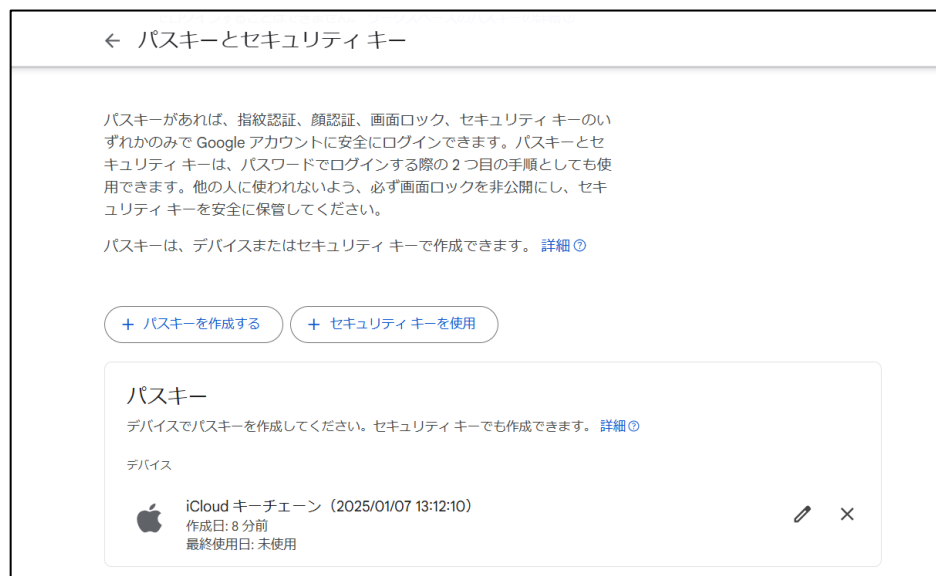 ← パスキーとセキュリティ キー
パスキーがあれば、指紋認証、顔認証、画面ロック、セキュリティ キーのい
ずれかのみで Google アカウントに安全にログインできます。パスキーとセ
キュリティ キーは、パスワードでログインする際の 2 つ目の手順としても使
用できます。他の人に使われないよう、必ず画面ロックを非公開にし、セキ
ュリティ キーを安全に保管してください。
パスキーは、デバイスまたはセキュリティ キーで作成できます。 詳細
+ パスキーを作成する + セキュリティ キーを使用
パスキー
デバイスでパスキーを作成してください。セキュリティ キーでも作成できます。 詳細
デバイス
iCloud キーチェーン（2025/01/07 13:12:10）
作成日: 8 分前
最終使用日: 未使用